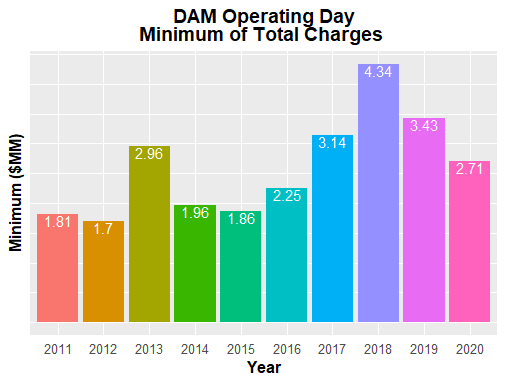 DAM Operating Day
Minimum of Total Charges
Minimum ($MM)
1.81
1.7
2.96
1.96
1.86
2.25
3.14
4.34
3.43
2.71
2011 2012 2013 2014 2015 2016 2017 2018 2019 2020
Year